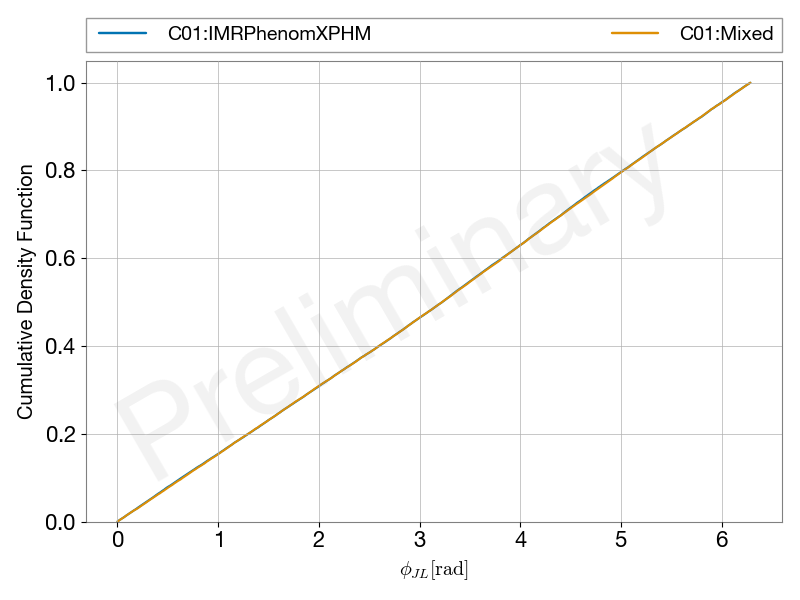 C01:IMRPhenomXPHM C01:Mixed
1.0
0.8
0.6
0.4
0.2
0.0
Cumulative Density Function
Preliminary
0 1 2 3 4 5 6
ϕ_JL[rad]